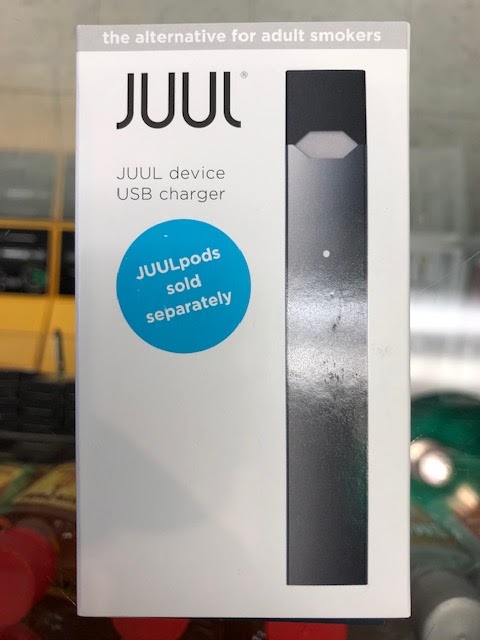 the alternative for adult smokers
JUUL®
JUUL device
USB charger
JUULpods
sold
separately